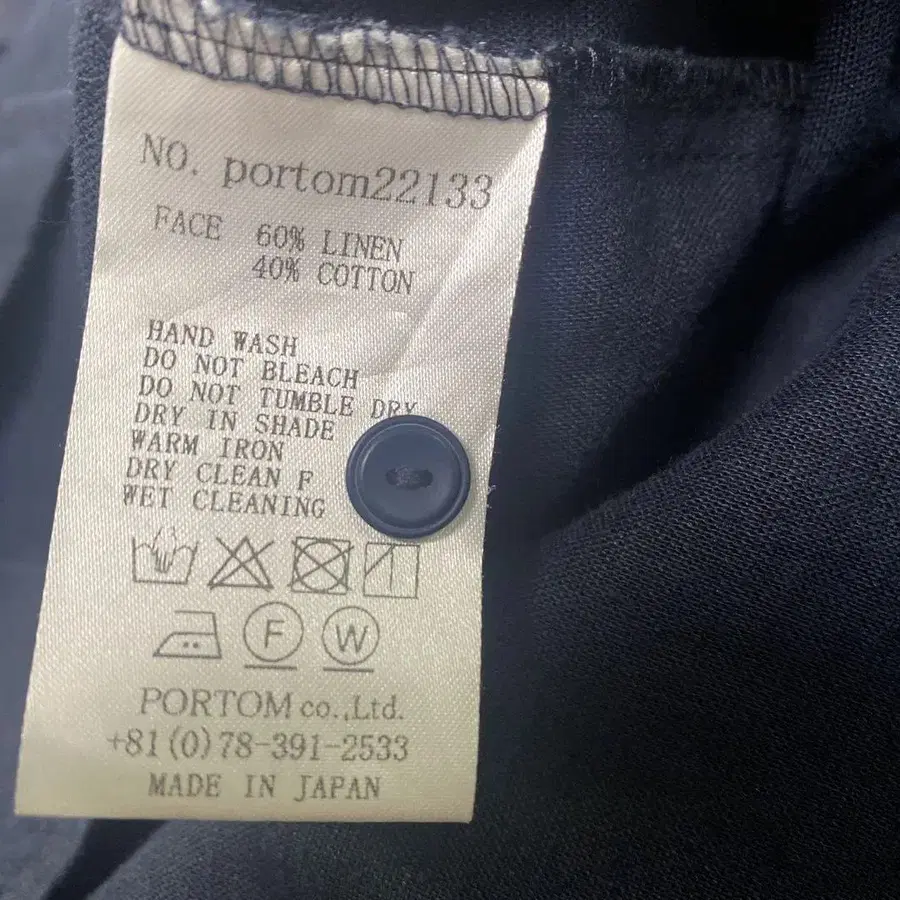 NO. portom22133
FACE 60% LINEN
40% COTTON
HAND WASH
DO NOT BLEACH
DO NOT TUMBLE DRY
DRY IN SHADE
WARM IRON
DRY CLEAN F
WET CLEANING
F W
PORTOM co.,Ltd.
+81(0)78-391-2533
MADE IN JAPAN